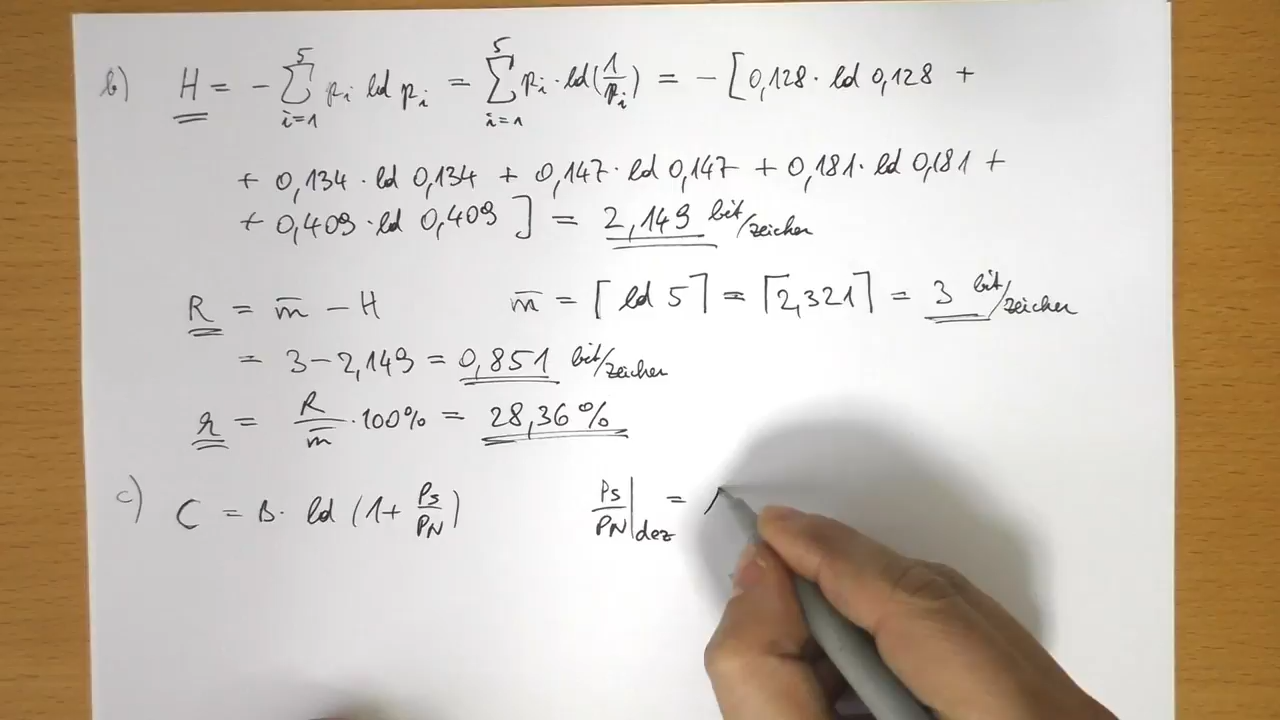 b) H = - ∑_{i=1}^{5} p_i ld p_i = ∑_{i=1}^{5} p_i · ld(1/p_i) = - [0,128 · ld 0,128 +
+ 0,134 · ld 0,134 + 0,147 · ld 0,147 + 0,181 · ld 0,181 +
+ 0,409 · ld 0,409 ] = 2,149 bit/Zeichen
R = m̅ - H m̅ = ⌈ld 5⌉ = ⌈2,321⌉ = 3 bit/Zeichen
= 3 - 2,149 = 0,851 bit/Zeichen
r = R/m̅ · 100% = 28,36 %
c) C = B · ld (1 + P_S/P_N) P_S/P_N |_dez =